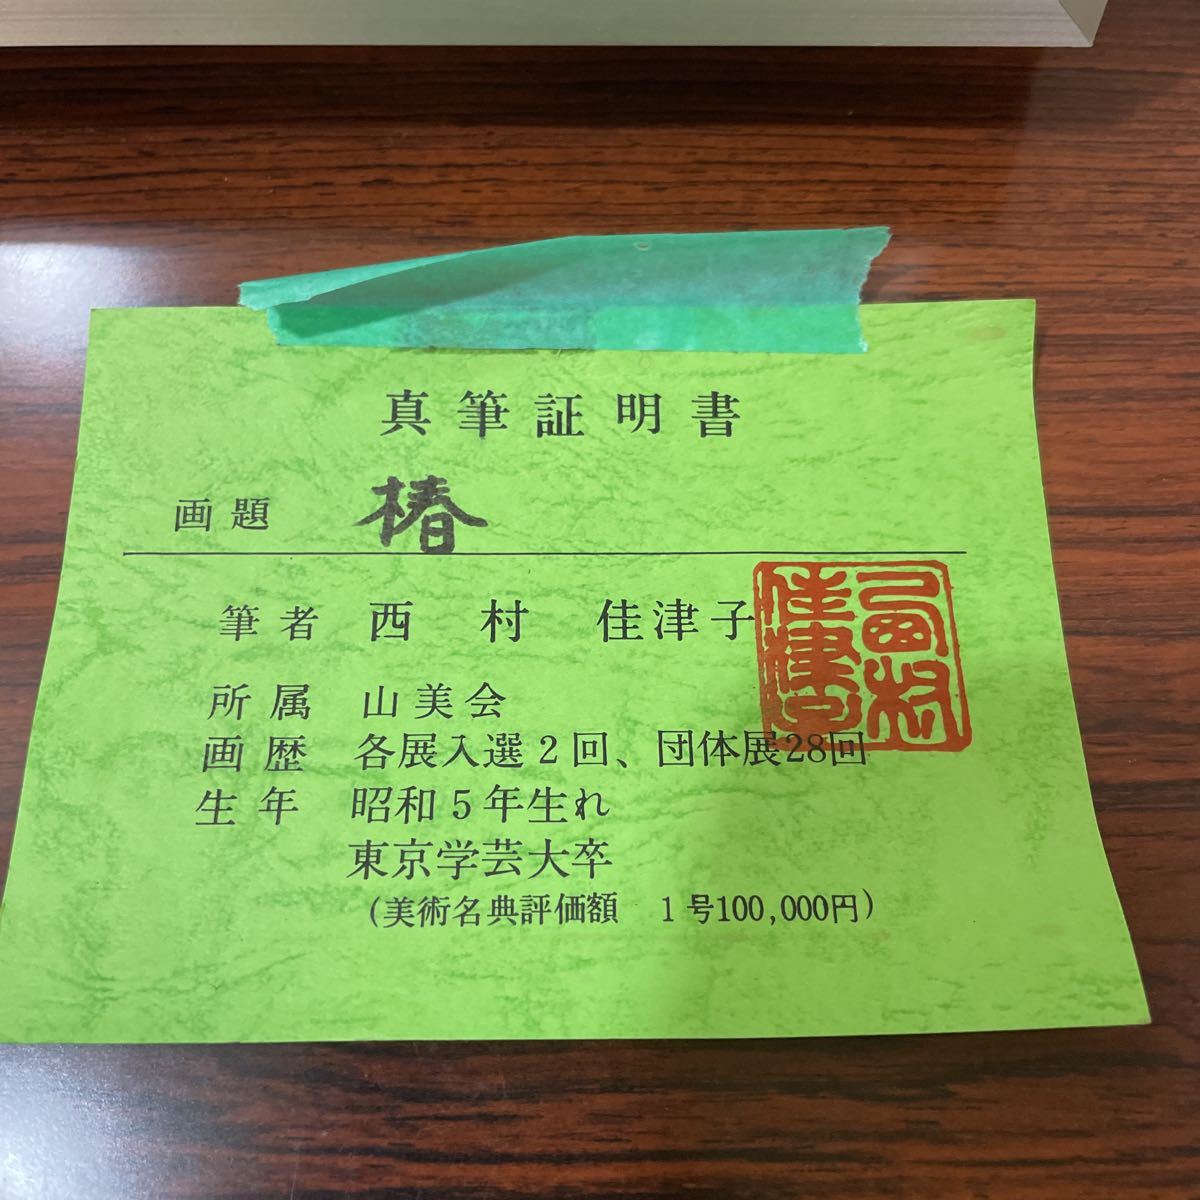 真筆証明書
画題 椿
筆者 西村 佳津子
所属 山美会
画歴 各展入選2回、団体展28回
生年 昭和5年生れ
東京学芸大卒
(美術名典評価額 1号100,000円)